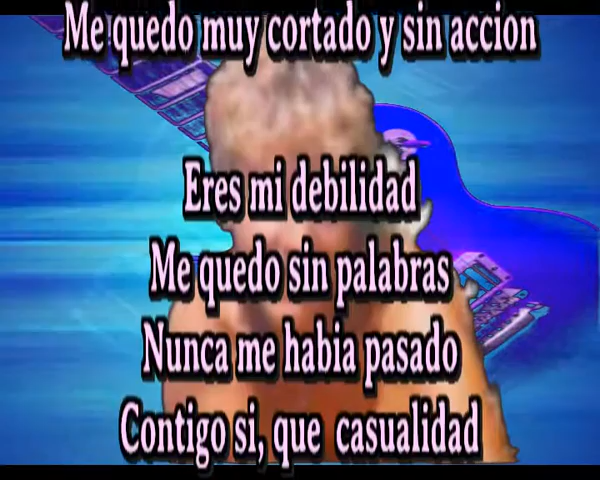 Me quedo muy cortado y sin accion
Eres mi debilidad
Me quedo sin palabras
Nunca me habia pasado
Contigo si, que casualidad